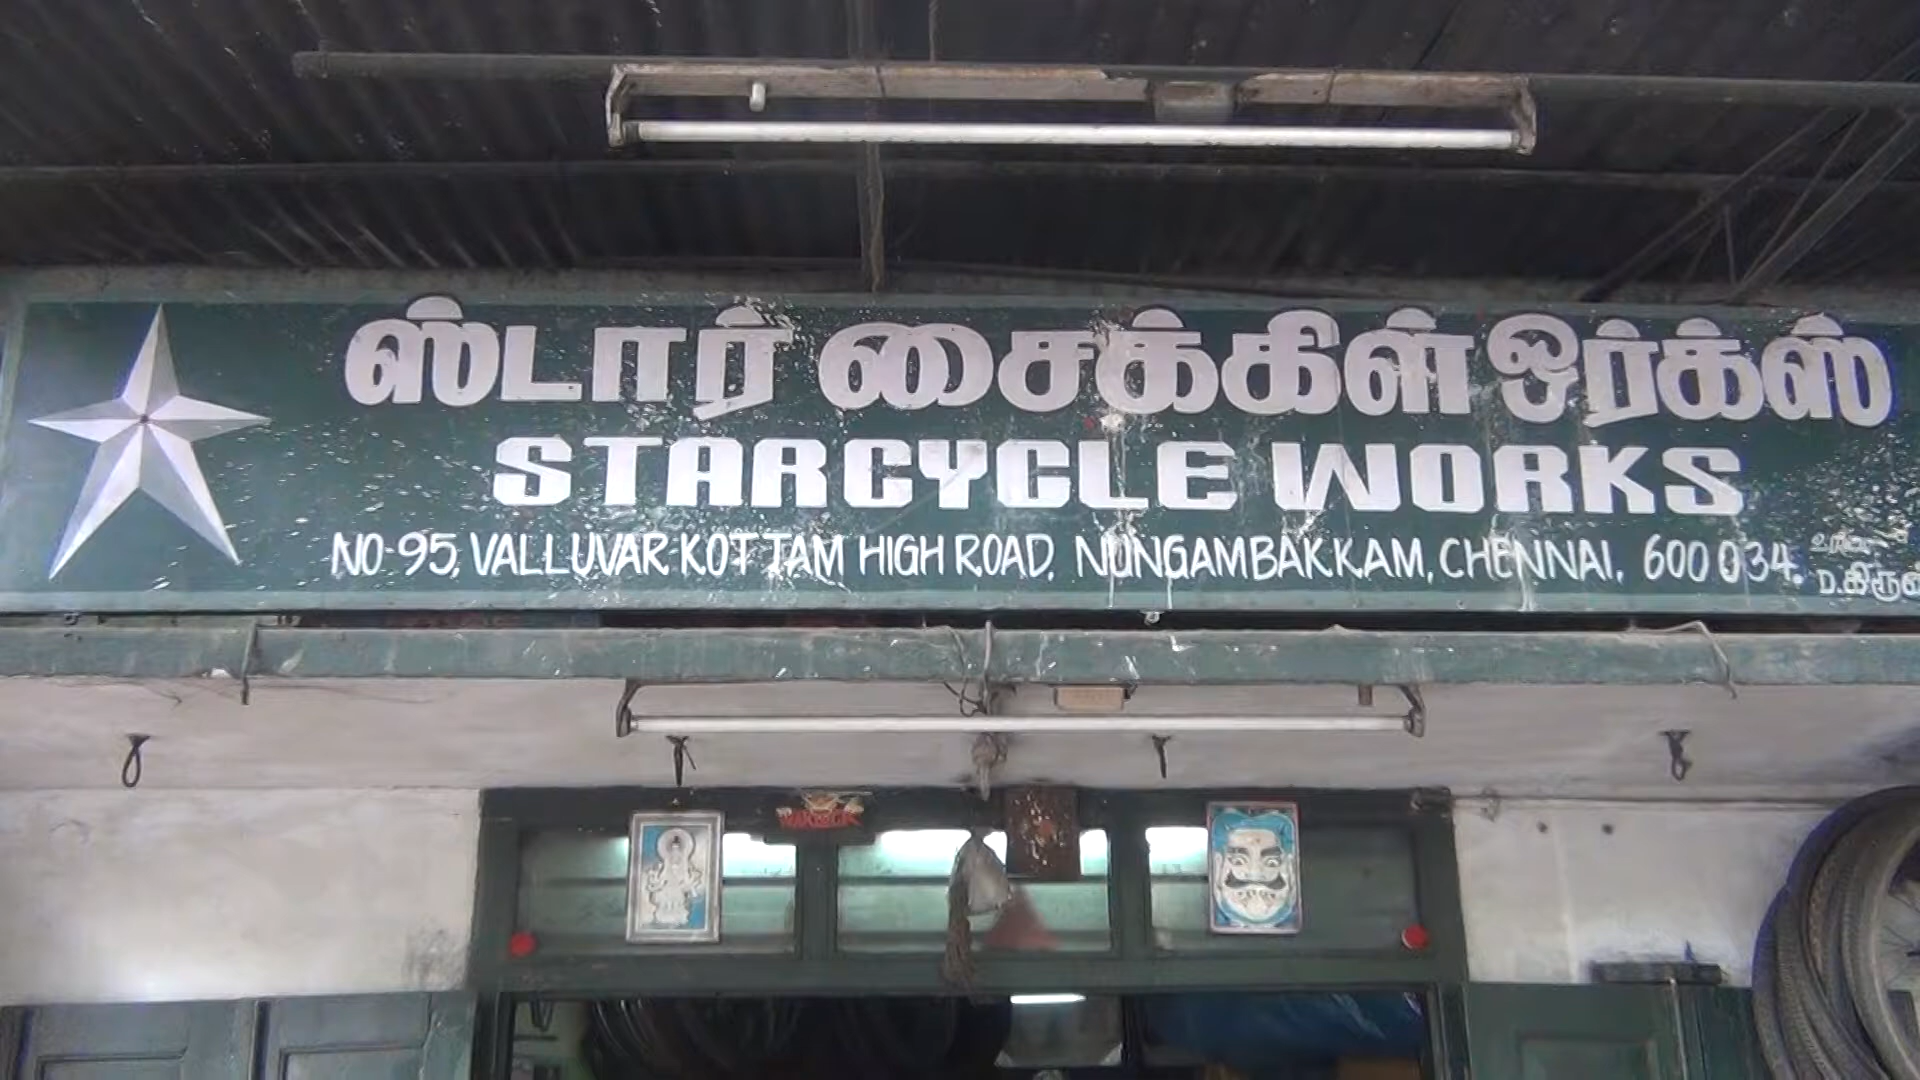 ஸ்டார் சைக்கிள் ஒர்க்ஸ்
STARCYCLE WORKS
NO-95, VALLUVAR-KOTTAM HIGH ROAD, NUNGAMBAKKAM, CHENNAI. 600 034.